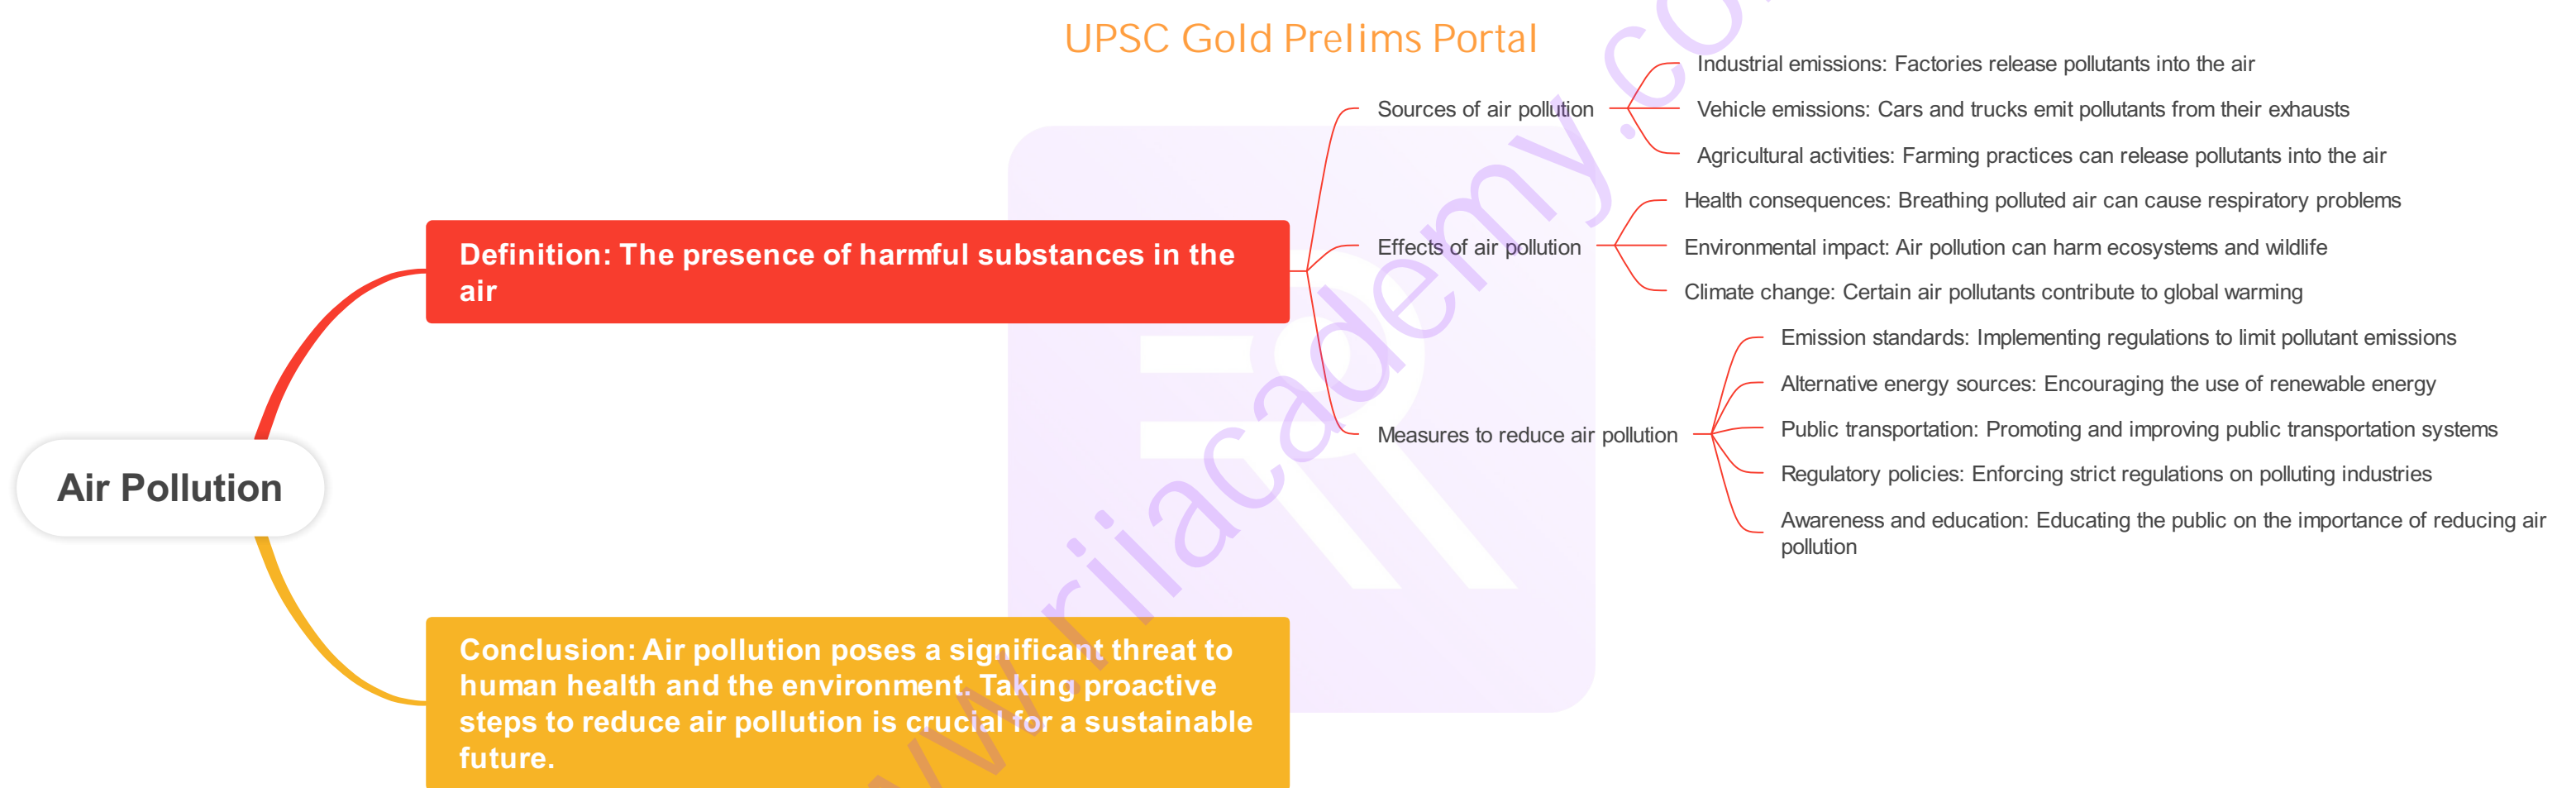 UPSC Gold Prelims Portal
Industrial emissions: Factories release pollutants into the air
Sources of air pollution
Vehicle emissions: Cars and trucks emit pollutants from their exhausts
Agricultural activities: Farming practices can release pollutants into the air
Health consequences: Breathing polluted air can cause respiratory problems
Definition: The presence of harmful substances in the
air
Effects of air pollution
Environmental impact: Air pollution can harm ecosystems and wildlife
Climate change: Certain air pollutants contribute to global warming
Emission standards: Implementing regulations to limit pollutant emissions
Alternative energy sources: Encouraging the use of renewable energy
Measures to reduce air pollution
Public transportation: Promoting and improving public transportation systems
Regulatory policies: Enforcing strict regulations on polluting industries
Awareness and education: Educating the public on the importance of reducing air
pollution
Air Pollution
Conclusion: Air pollution poses a significant threat to
human health and the environment. Taking proactive
steps to reduce air pollution is crucial for a sustainable
future.